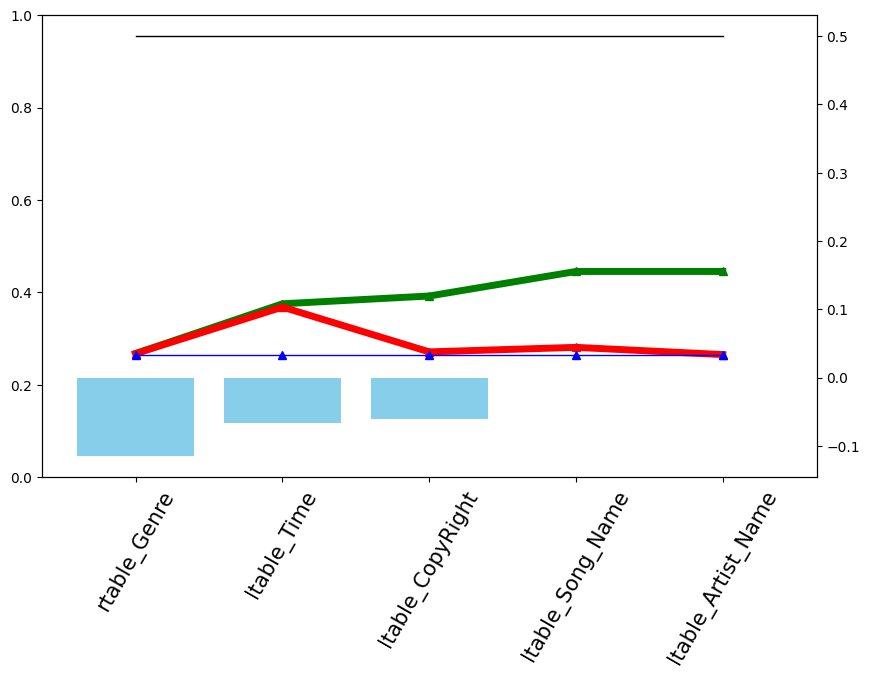 1.0
0.8
0.6
0.4
0.2
0.0
0.5
0.4
0.3
0.2
0.1
0.0
−0.1
rtable_Genre
ltable_Time
ltable_CopyRight
ltable_Song_Name
ltable_Artist_Name